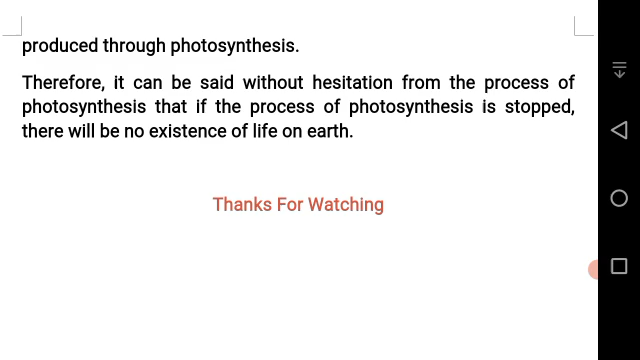 produced through photosynthesis.
Therefore, it can be said without hesitation from the process of
photosynthesis that if the process of photosynthesis is stopped,
there will be no existence of life on earth.
Thanks For Watching